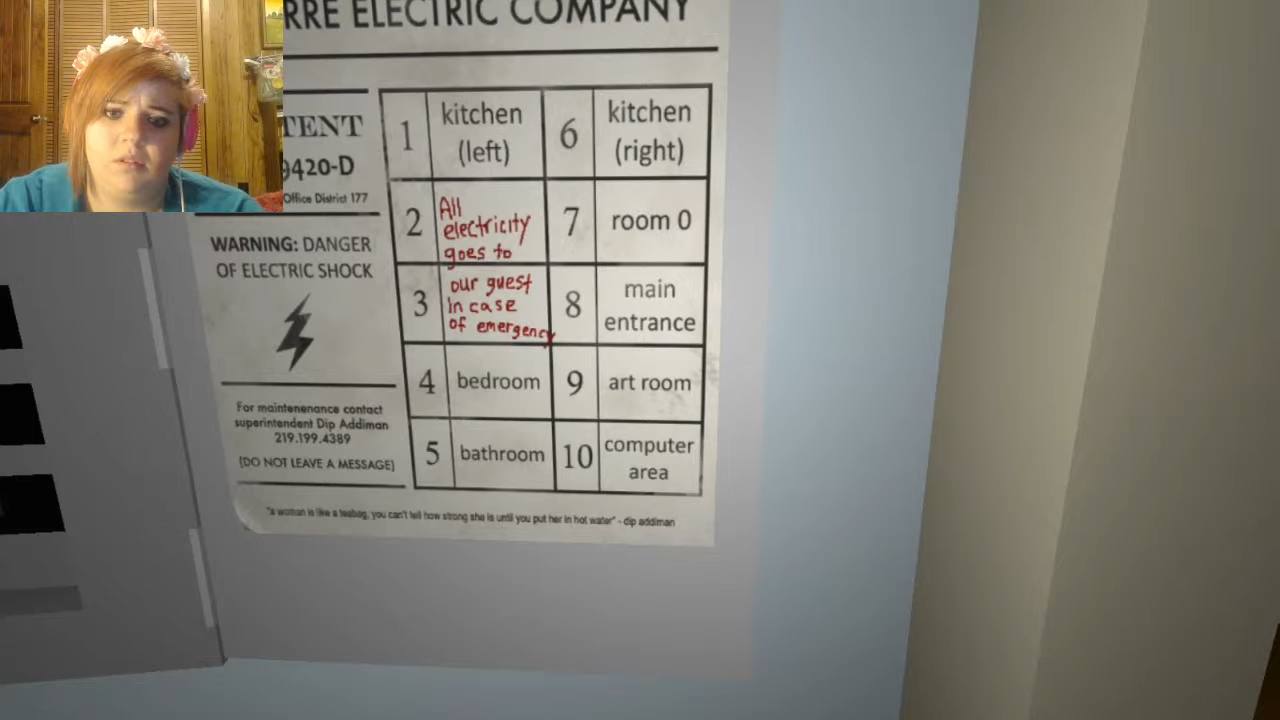 RRE ELECTRIC COMPANY
TENT
9420-D
Office District 177
WARNING: DANGER
OF ELECTRIC SHOCK
For maintenenance contact
superintendent Dip Addiman
219.199.4389
(DO NOT LEAVE A MESSAGE)
1
kitchen
(left)
6
kitchen
(right)
2
All
electricity
goes to
7
room 0
3
our guest
in case
of emergency
8
main
entrance
4
bedroom
9
art room
5
bathroom
10
computer
area
"a woman is like a teabag, you can't tell how strong she is until you put her in hot water" - dip addiman